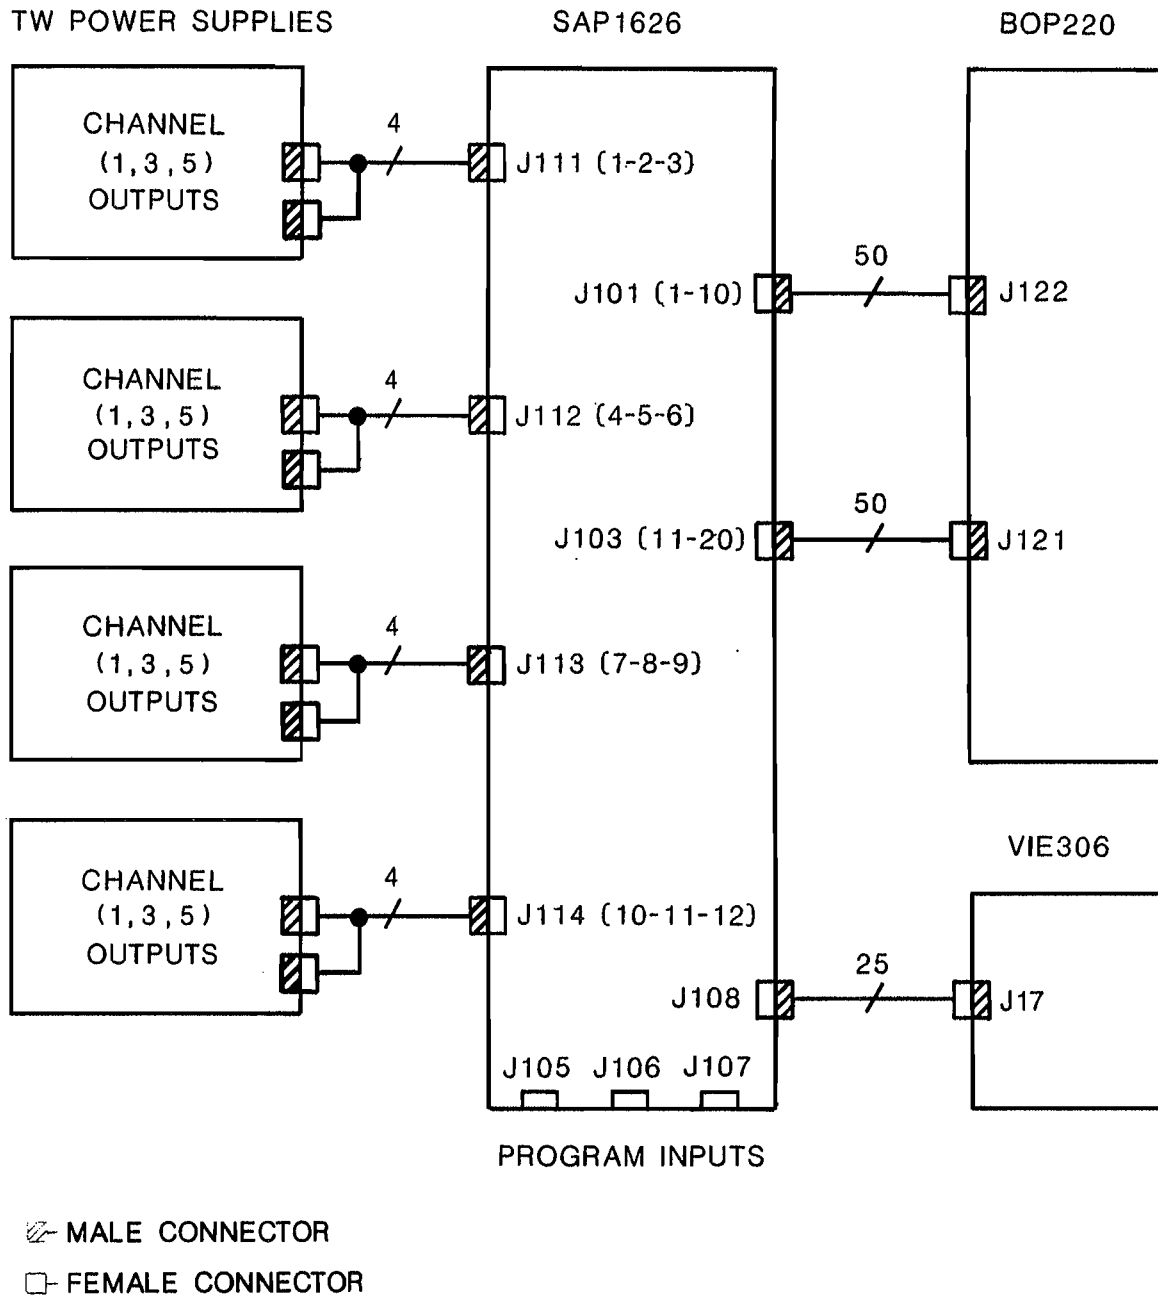 TW POWER SUPPLIES
SAP1626
BOP220
CHANNEL
(1,3,5)
OUTPUTS
4
J111 (1-2-3)
J101 (1-10)
50
J122
CHANNEL
(1,3,5)
OUTPUTS
4
J112 (4-5-6)
J103 (11-20)
50
J121
CHANNEL
(1,3,5)
OUTPUTS
4
J113 (7-8-9)
VIE306
CHANNEL
(1,3,5)
OUTPUTS
4
J114 (10-11-12)
J108
25
J17
J105 J106 J107
PROGRAM INPUTS
MALE CONNECTOR
FEMALE CONNECTOR